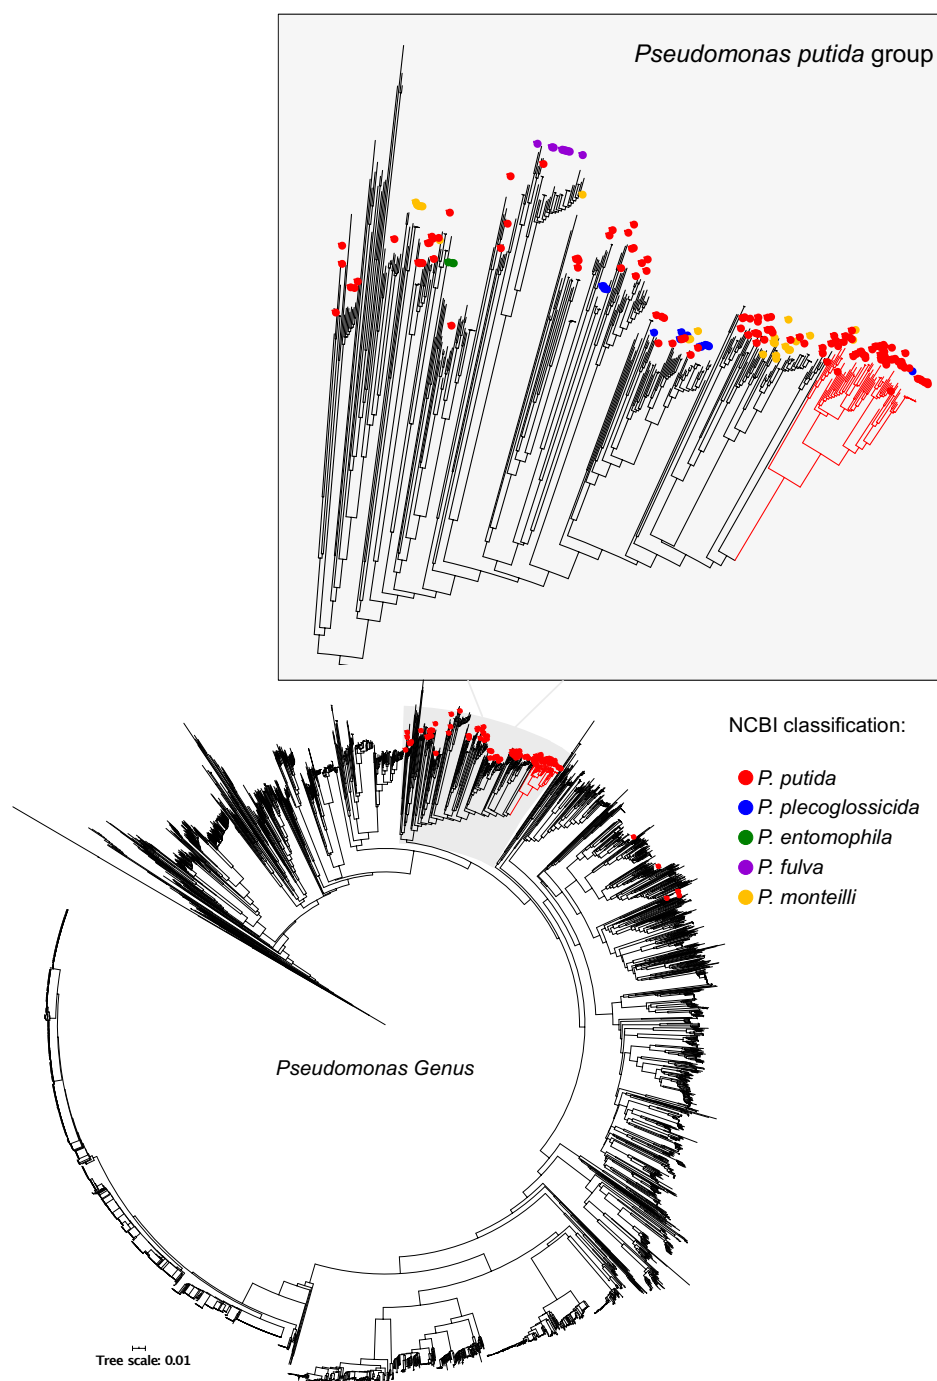 Pseudomonas putida group
NCBI classification:
P. putida
P. plecoglossicida
P. entomophila
P. fulva
P. monteilli
Pseudomonas Genus
Tree scale: 0.01